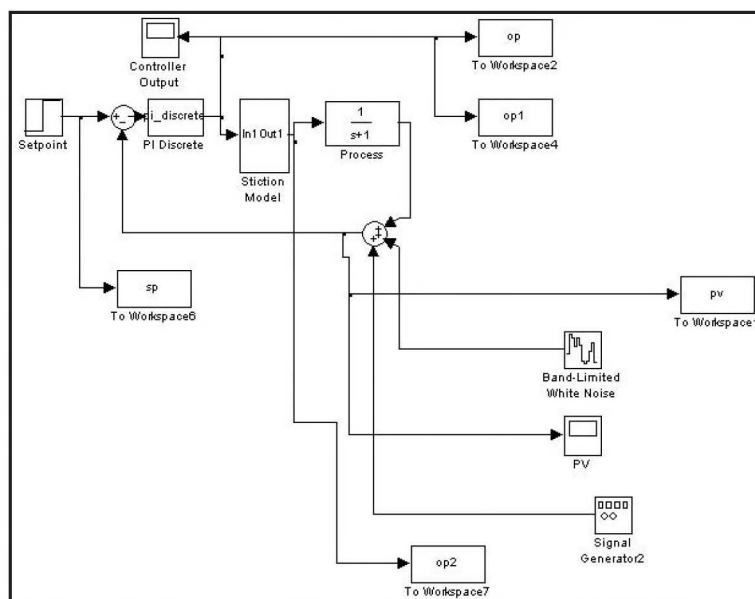 op
To Workspace2
Controller
Output
op1
To Workspace4
Setpoint
+
-
pi_discrete
PI Discrete
In1 Out1
Stiction
Model
1
s+1
Process
+
+
+
sp
To Workspace6
pv
To Workspace
Band-Limited
White Noise
PV
Signal
Generator2
op2
To Workspace7